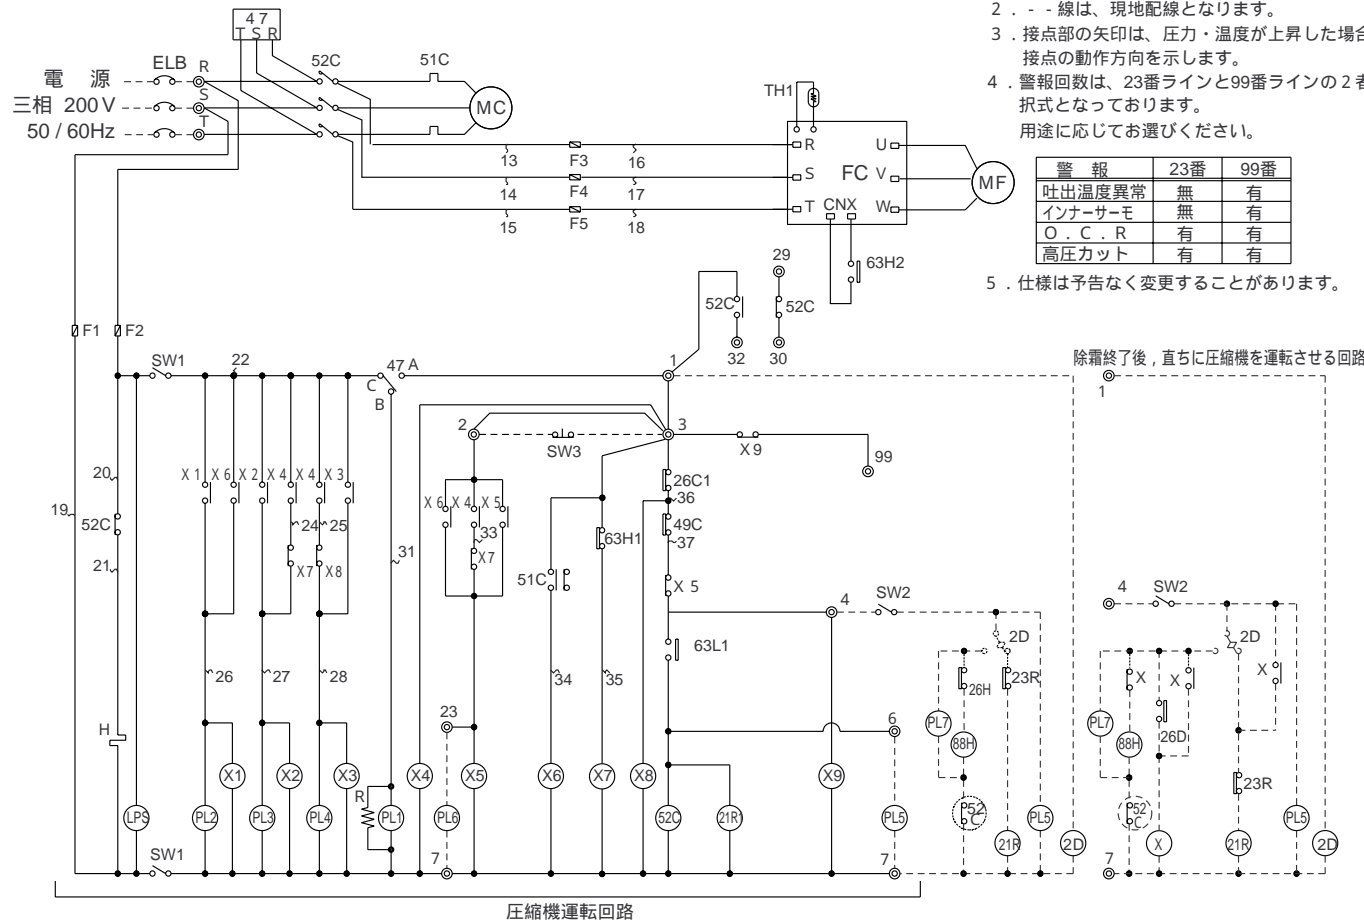 ２．- - 線は、現地配線となります。
３．接点部の矢印は、圧力・温度が上昇した場合
接点の動作方向を示します。
４．警報回数は、23番ラインと99番ラインの２者
択式となっております。
用途に応じてお選びください。
警　報 23番 99番
吐出温度異常 無 有
インナーサーモ 無 有
Ｏ．Ｃ．Ｒ 有 有
高圧カット 有 有
５．仕様は予告なく変更することがあります。
47
T S R
電　源
三相 200V
50 / 60Hz
ELB R
S
T
52C
51C
MC
TH1
R
S
T
FC
U
V
W
CNX
MF
63H2
13 F3 16
14 F4 17
15 F5 18
29
52C
52C
32
30
F1
F2
SW1
22
47 A
C
B
1
除霜終了後，直ちに圧縮機を運転させる回路
1
2
SW3
3
X9
99
20
19
52C
21
X1 X6 X2 X4 X4 X3
24
25
X7
X8
31
X6 X4 X5
33
X7
26C1
36
49C
37
X5
63H1
51C
63L1
4
SW2
2D
26H
23R
4
SW2
2D
X
X
X
26D
23R
26
27
28
34
35
H
23
6
PL7
88H
PL7
88H
X1
X2
X3
R
X4
X5
X6
X7
X8
X9
LPS
PL2
PL3
PL4
PL1
PL6
52C
21R1
PL5
52C
21R
PL5
2D
52C
X
21R
PL5
2D
SW1
7
7
7
圧縮機運転回路